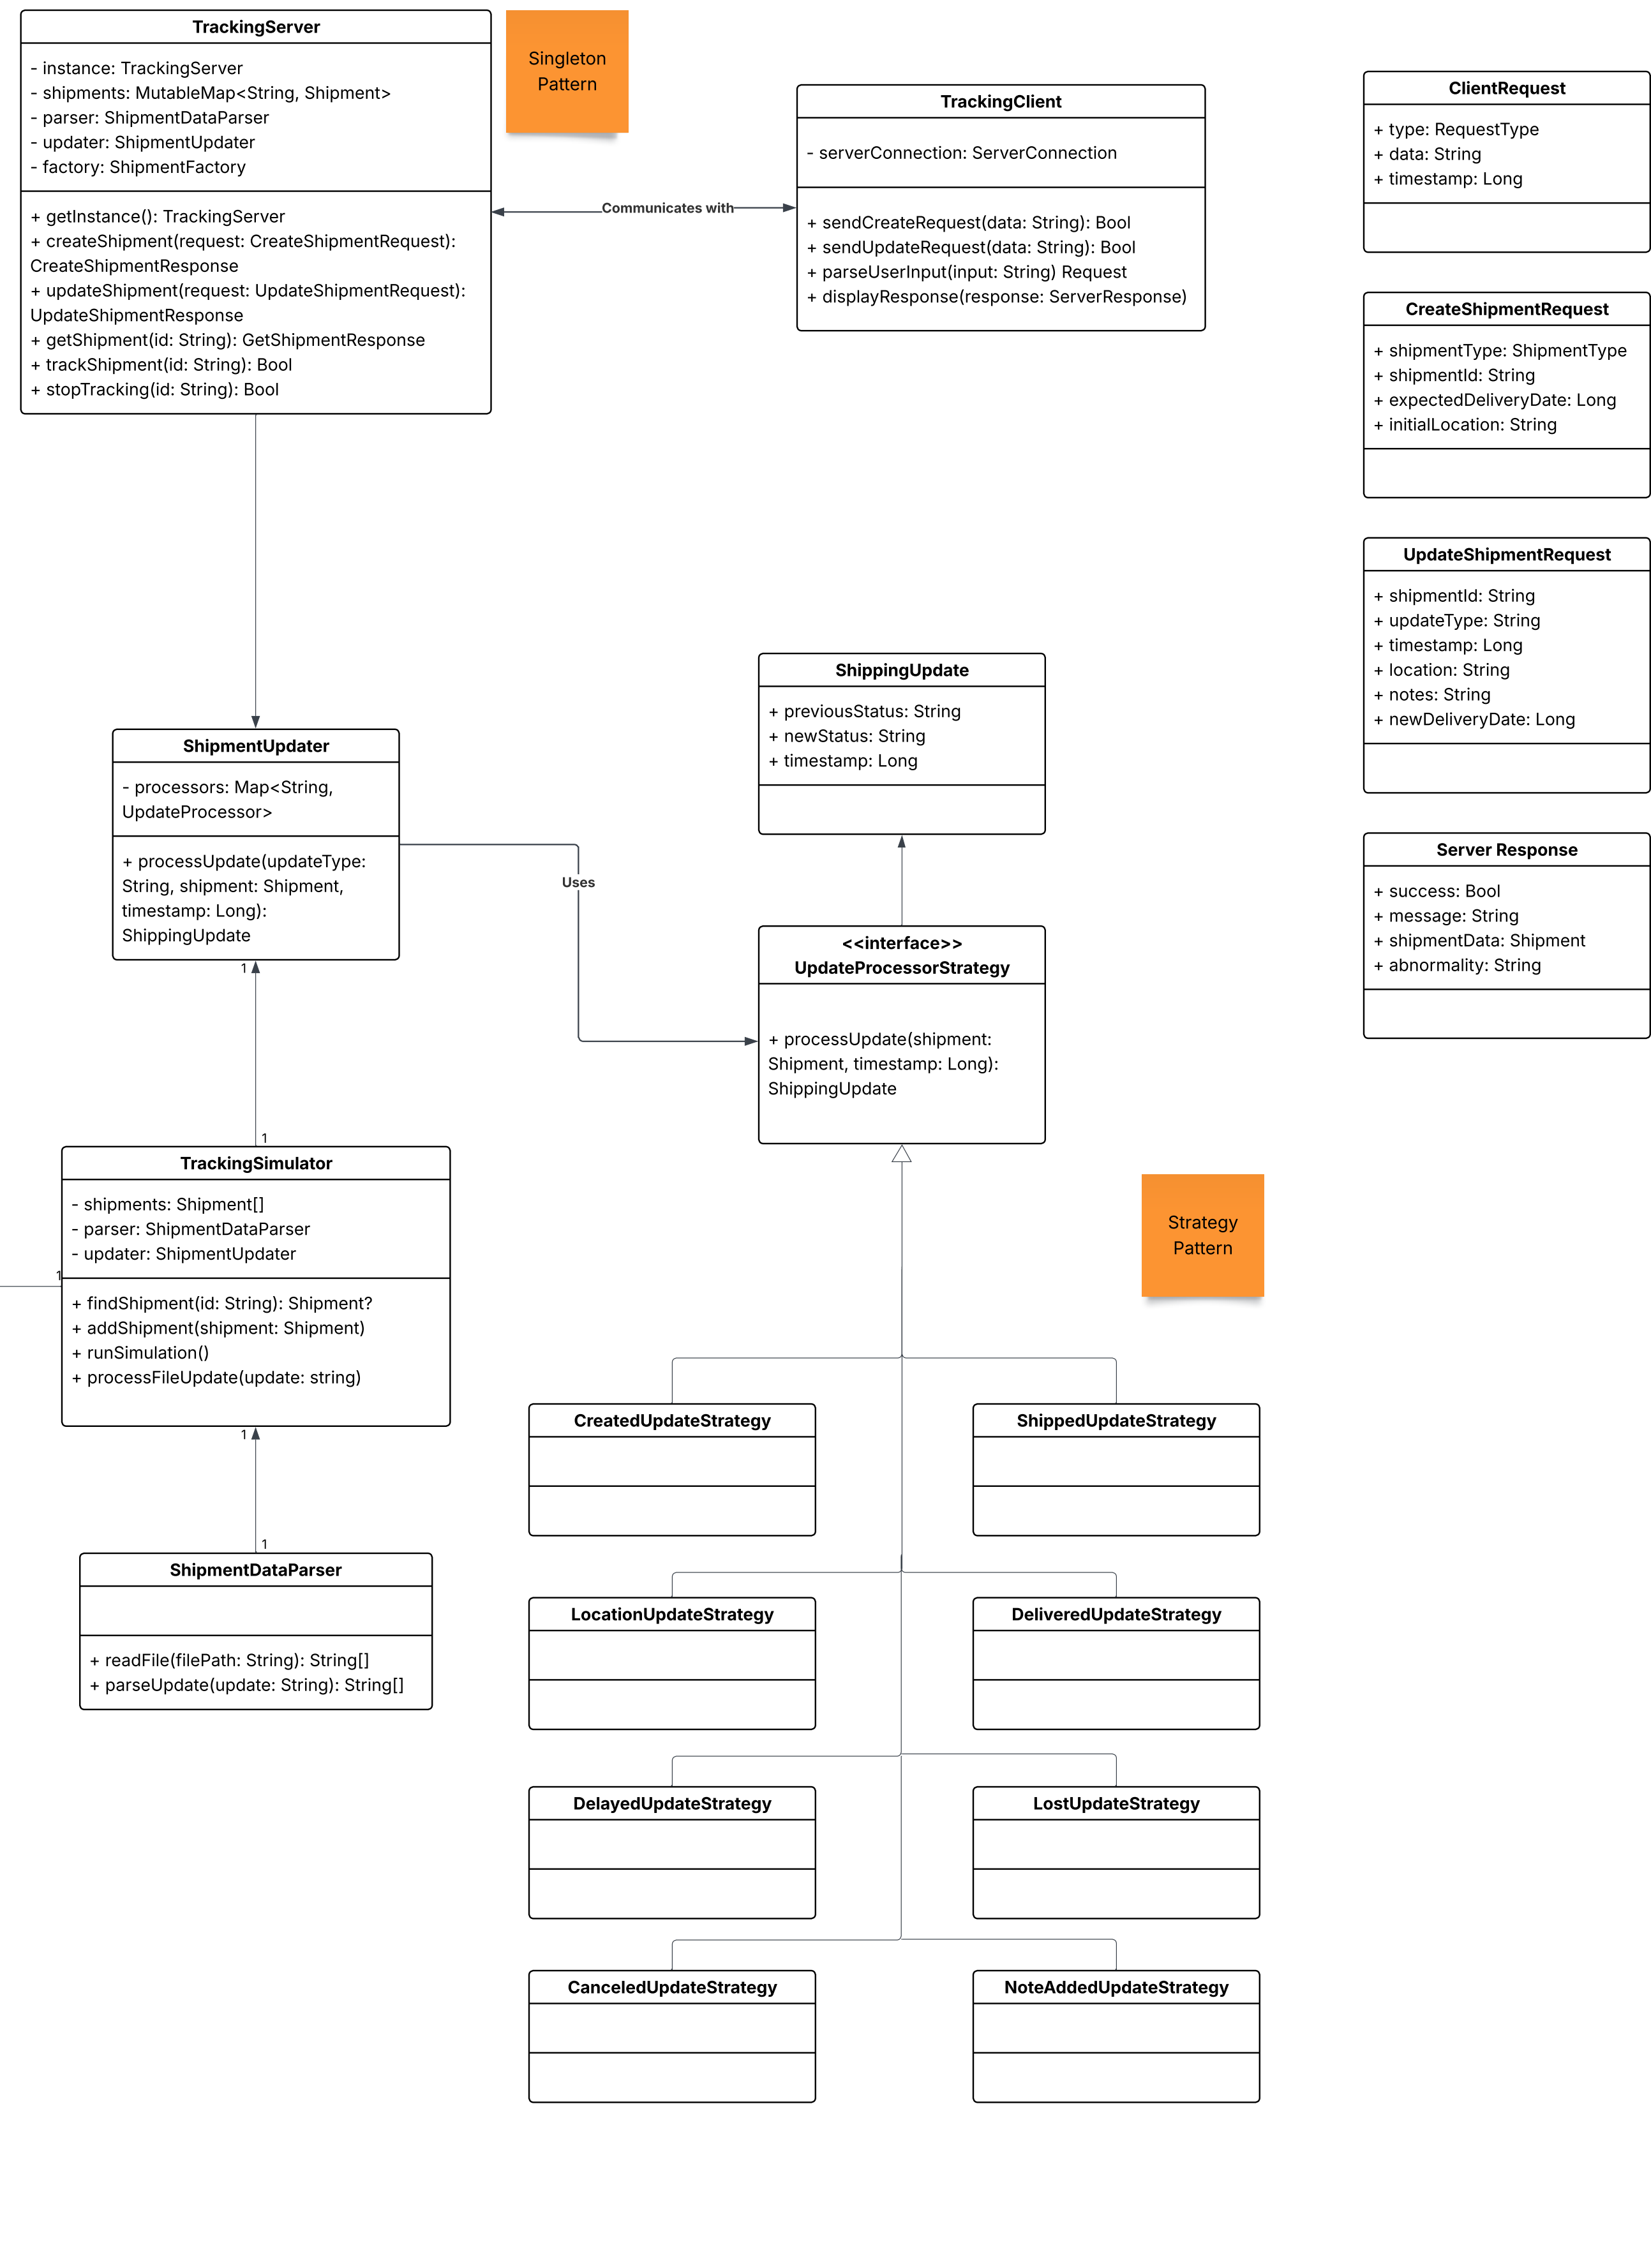 TrackingServer
- instance: TrackingServer
- shipments: MutableMap<String, Shipment>
- parser: ShipmentDataParser
- updater: ShipmentUpdater
- factory: ShipmentFactory
+ getInstance(): TrackingServer
+ createShipment(request: CreateShipmentRequest):
CreateShipmentResponse
+ updateShipment(request: UpdateShipmentRequest):
UpdateShipmentResponse
+ getShipment(id: String): GetShipmentResponse
+ trackShipment(id: String): Bool
+ stopTracking(id: String): Bool
Singleton
Pattern
Communicates with
TrackingClient
- serverConnection: ServerConnection
+ sendCreateRequest(data: String): Bool
+ sendUpdateRequest(data: String): Bool
+ parseUserInput(input: String) Request
+ displayResponse(response: ServerResponse)
ClientRequest
+ type: RequestType
+ data: String
+ timestamp: Long
CreateShipmentRequest
+ shipmentType: ShipmentType
+ shipmentId: String
+ expectedDeliveryDate: Long
+ initialLocation: String
UpdateShipmentRequest
+ shipmentId: String
+ updateType: String
+ timestamp: Long
+ location: String
+ notes: String
+ newDeliveryDate: Long
Server Response
+ success: Bool
+ message: String
+ shipmentData: Shipment
+ abnormality: String
ShipmentUpdater
- processors: Map<String,
UpdateProcessor>
+ processUpdate(updateType:
String, shipment: Shipment,
timestamp: Long):
ShippingUpdate
Uses
ShippingUpdate
+ previousStatus: String
+ newStatus: String
+ timestamp: Long
<<interface>>
UpdateProcessorStrategy
+ processUpdate(shipment:
Shipment, timestamp: Long):
ShippingUpdate
1
1
TrackingSimulator
- shipments: Shipment[]
- parser: ShipmentDataParser
- updater: ShipmentUpdater
1
+ findShipment(id: String): Shipment?
+ addShipment(shipment: Shipment)
+ runSimulation()
+ processFileUpdate(update: string)
1
1
ShipmentDataParser
+ readFile(filePath: String): String[]
+ parseUpdate(update: String): String[]
Strategy
Pattern
CreatedUpdateStrategy
ShippedUpdateStrategy
LocationUpdateStrategy
DeliveredUpdateStrategy
DelayedUpdateStrategy
LostUpdateStrategy
CanceledUpdateStrategy
NoteAddedUpdateStrategy